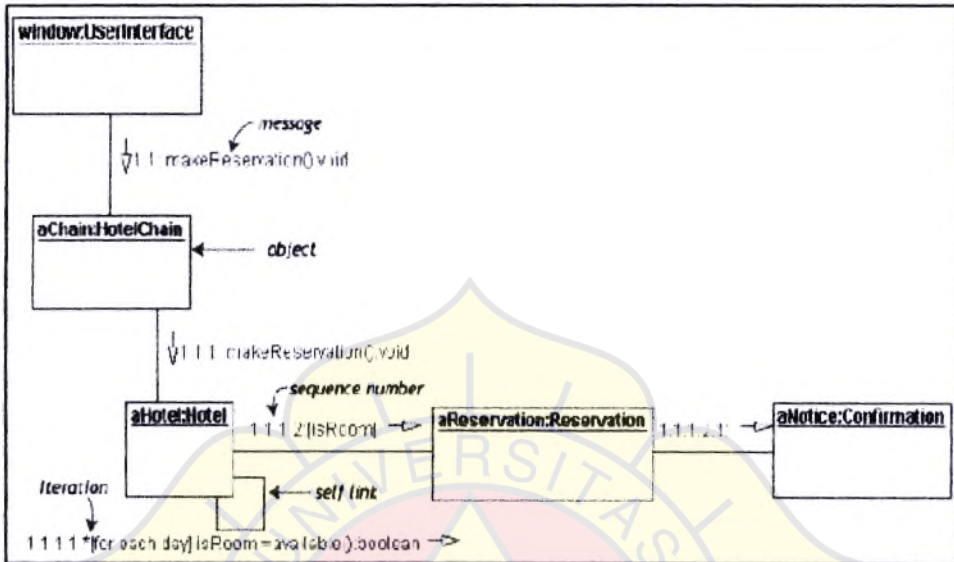 window:UserInterface
message
1.1: makeReservation():void
aChain:HotelChain
object
1.1.1: makeReservation():void
sequence number
aHotel:Hotel
1.1.1.2:[isRoom]
aReservation:Reservation
1.1.1.2.1:
aNotice:Confirmation
Iteration
self link
1.1.1.1:*[for each day] isRoom=available():boolean
UNIVERSITAS